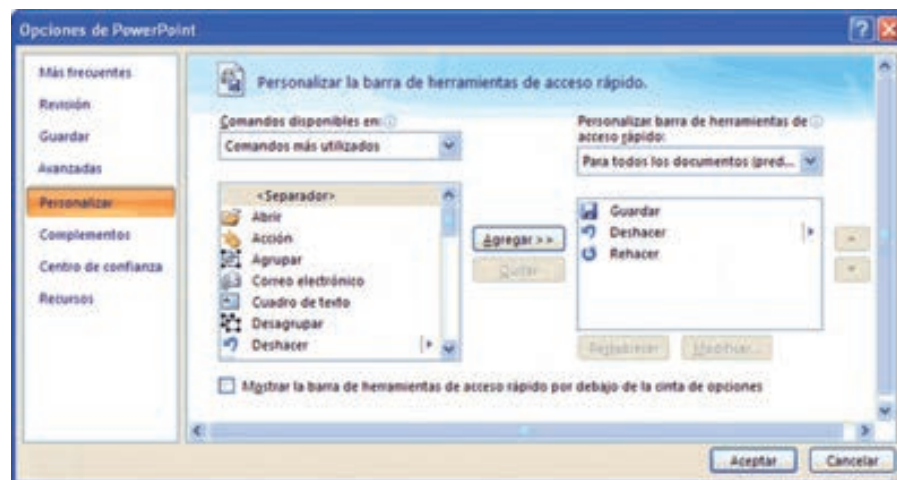 Opciones de PowerPoint
Más frecuentes
Revisión
Guardar
Avanzadas
Personalizar
Complementos
Centro de confianza
Recursos
Personalizar la barra de herramientas de acceso rápido.
Comandos disponibles en:
Comandos más utilizados
<Separador>
Abrir
Acción
Agrupar
Correo electrónico
Cuadro de texto
Desagrupar
Deshacer
Agregar >>
Quitar
Personalizar barra de herramientas de
acceso rápido:
Para todos los documentos (pred...
Guardar
Deshacer
Rehacer
Restablecer
Modificar...
Mostrar la barra de herramientas de acceso rápido por debajo de la cinta de opciones
Aceptar
Cancelar